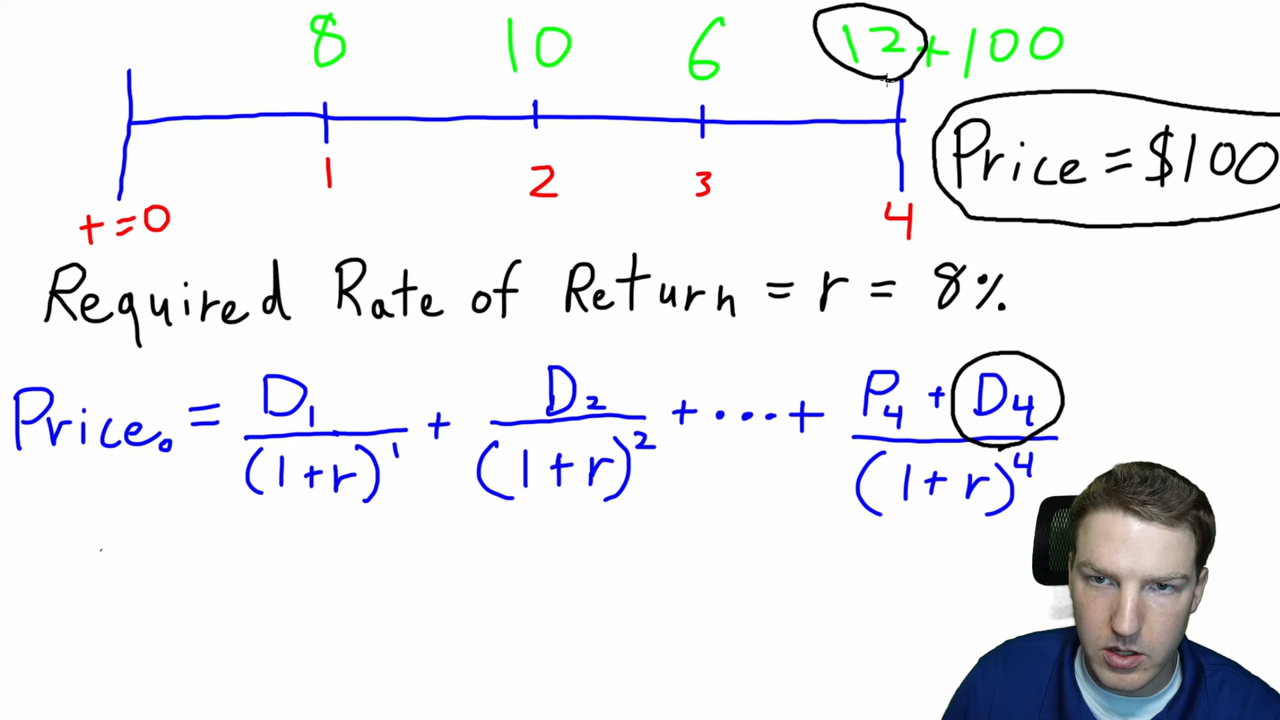 8 10 6 12+100
Price = $100
1 2 3 4
t=0
Required Rate of Return = r = 8%
Price₀ = D₁/(1+r)¹ + D₂/(1+r)² + ... + P₄ + D₄/(1+r)⁴